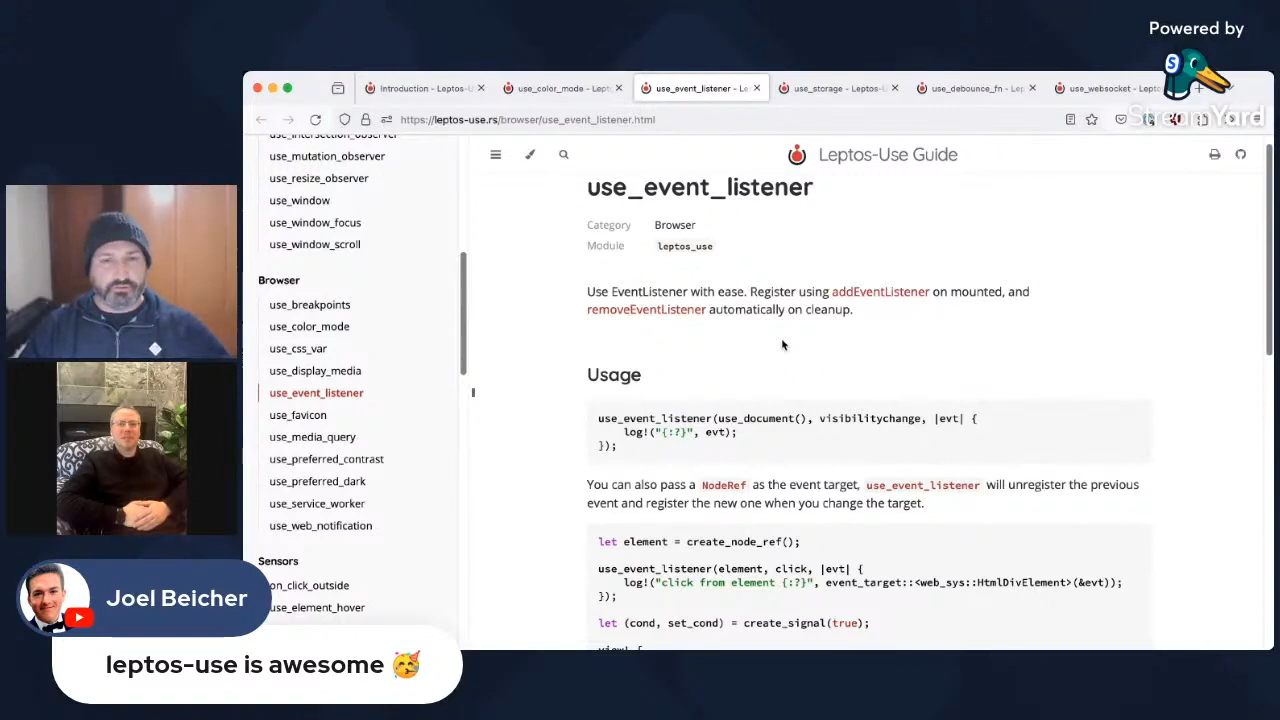 Powered by
StreamYard
Introduction - Leptos-U
use_color_mode - Leptos-
use_event_listener - Le
use_storage - Leptos-U
use_debounce_fn - Lep
use_websocket - Lepto
https://leptos-use.rs/browser/use_event_listener.html
use_intersection_observer
use_mutation_observer
use_resize_observer
use_window
use_window_focus
use_window_scroll
Browser
use_breakpoints
use_color_mode
use_css_var
use_display_media
use_event_listener
use_favicon
use_media_query
use_preferred_contrast
use_preferred_dark
use_service_worker
use_web_notification
Sensors
on_click_outside
use_element_hover
Leptos-Use Guide
use_event_listener
Category Browser
Module leptos_use
Use EventListener with ease. Register using addEventListener on mounted, and
removeEventListener automatically on cleanup.
Usage
use_event_listener(use_document(), visibilitychange, |evt| {
log!("{:?}", evt);
});
You can also pass a NodeRef as the event target, use_event_listener will unregister the previous
event and register the new one when you change the target.
let element = create_node_ref();
use_event_listener(element, click, |evt| {
log!("click from element {:?}", event_target::<web_sys::HtmlDivElement>(&evt));
});
let (cond, set_cond) = create_signal(true);
view! {
Joel Beicher
leptos-use is awesome 🥳